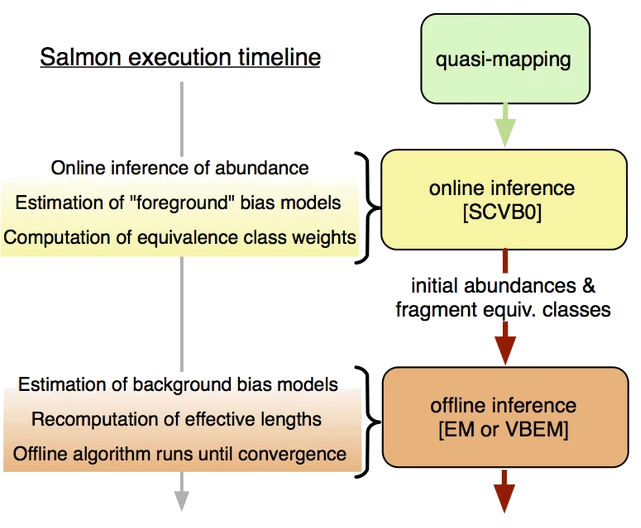 Salmon execution timeline
quasi-mapping
Online inference of abundance
Estimation of "foreground" bias models
Computation of equivalence class weights
online inference
[SCVB0]
initial abundances &
fragment equiv. classes
Estimation of background bias models
Recomputation of effective lengths
Offline algorithm runs until convergence
offline inference
[EM or VBEM]